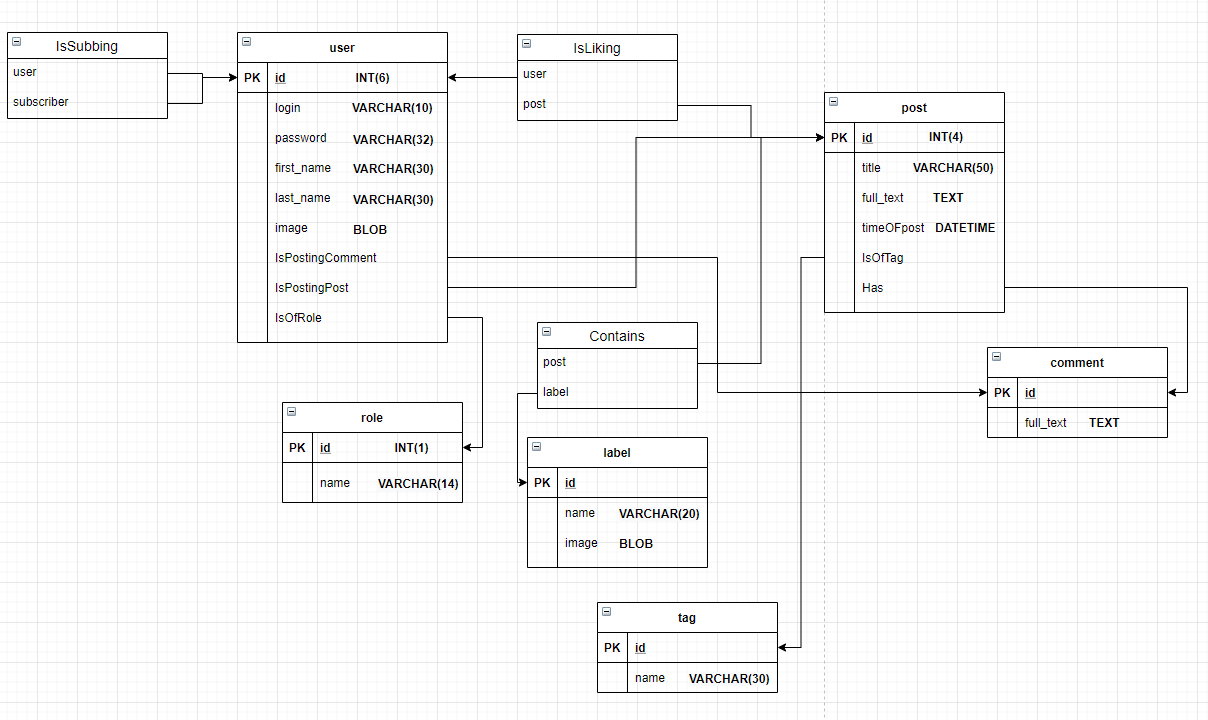 IsSubbing
user
subscriber
user
PK id INT(6)
login VARCHAR(10)
password VARCHAR(32)
first_name VARCHAR(30)
last_name VARCHAR(30)
image BLOB
IsPostingComment
IsPostingPost
IsOfRole
IsLiking
user
post
post
PK id INT(4)
title VARCHAR(50)
full_text TEXT
timeOFpost DATETIME
IsOfTag
Has
Contains
post
label
comment
PK id
full_text TEXT
role
PK id INT(1)
name VARCHAR(14)
label
PK id
name VARCHAR(20)
image BLOB
tag
PK id
name VARCHAR(30)